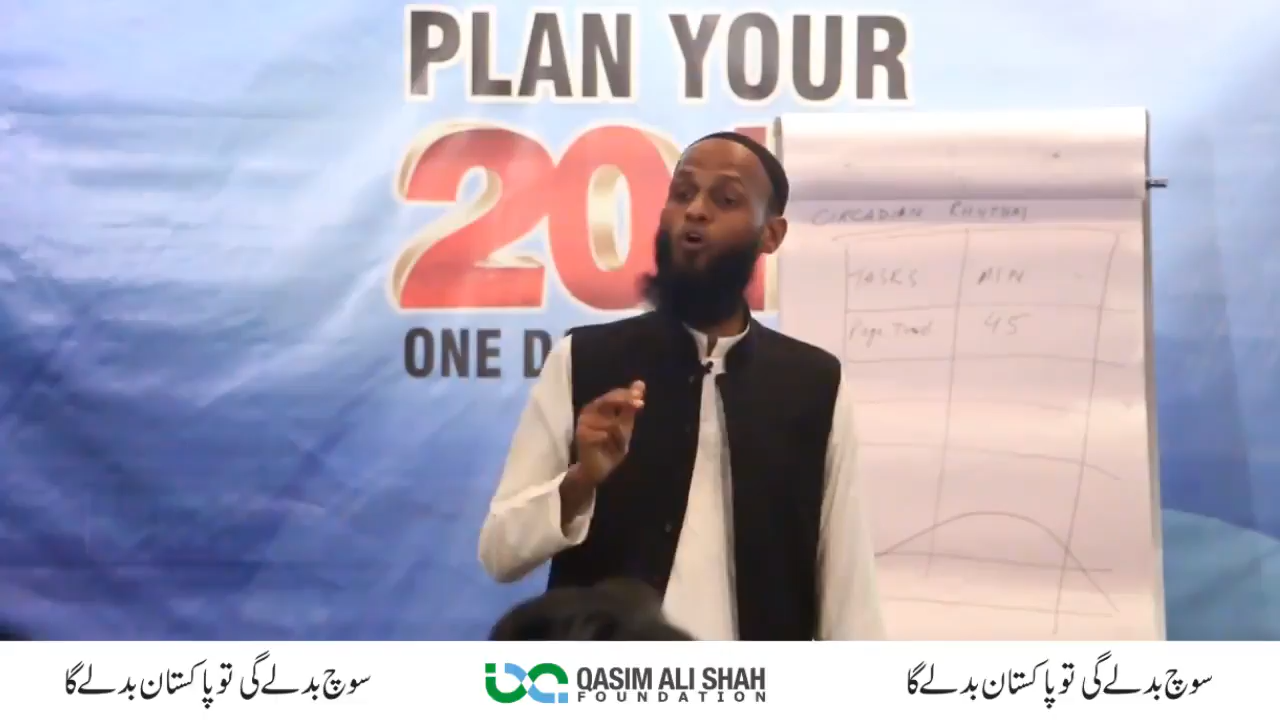 PLAN YOUR
201
ONE D
CIRCADIAN RHYTHM
TASKS MIN
45
سوچ بدلے گی تو پاکستان بدلے گا
QASIM ALI SHAH
FOUNDATION
سوچ بدلے گی تو پاکستان بدلے گا